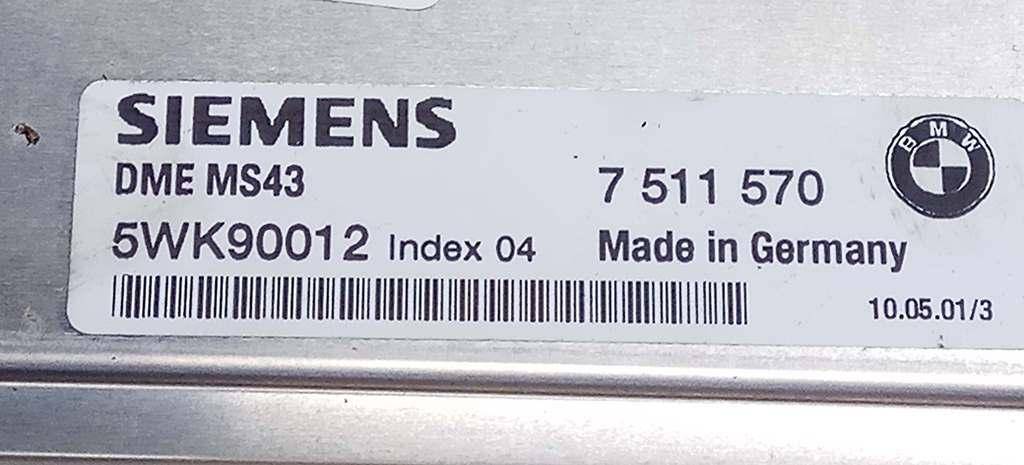 SIEMENS
DME MS43
7 511 570
BMW
5WK90012 Index 04
Made in Germany
10.05.01/3